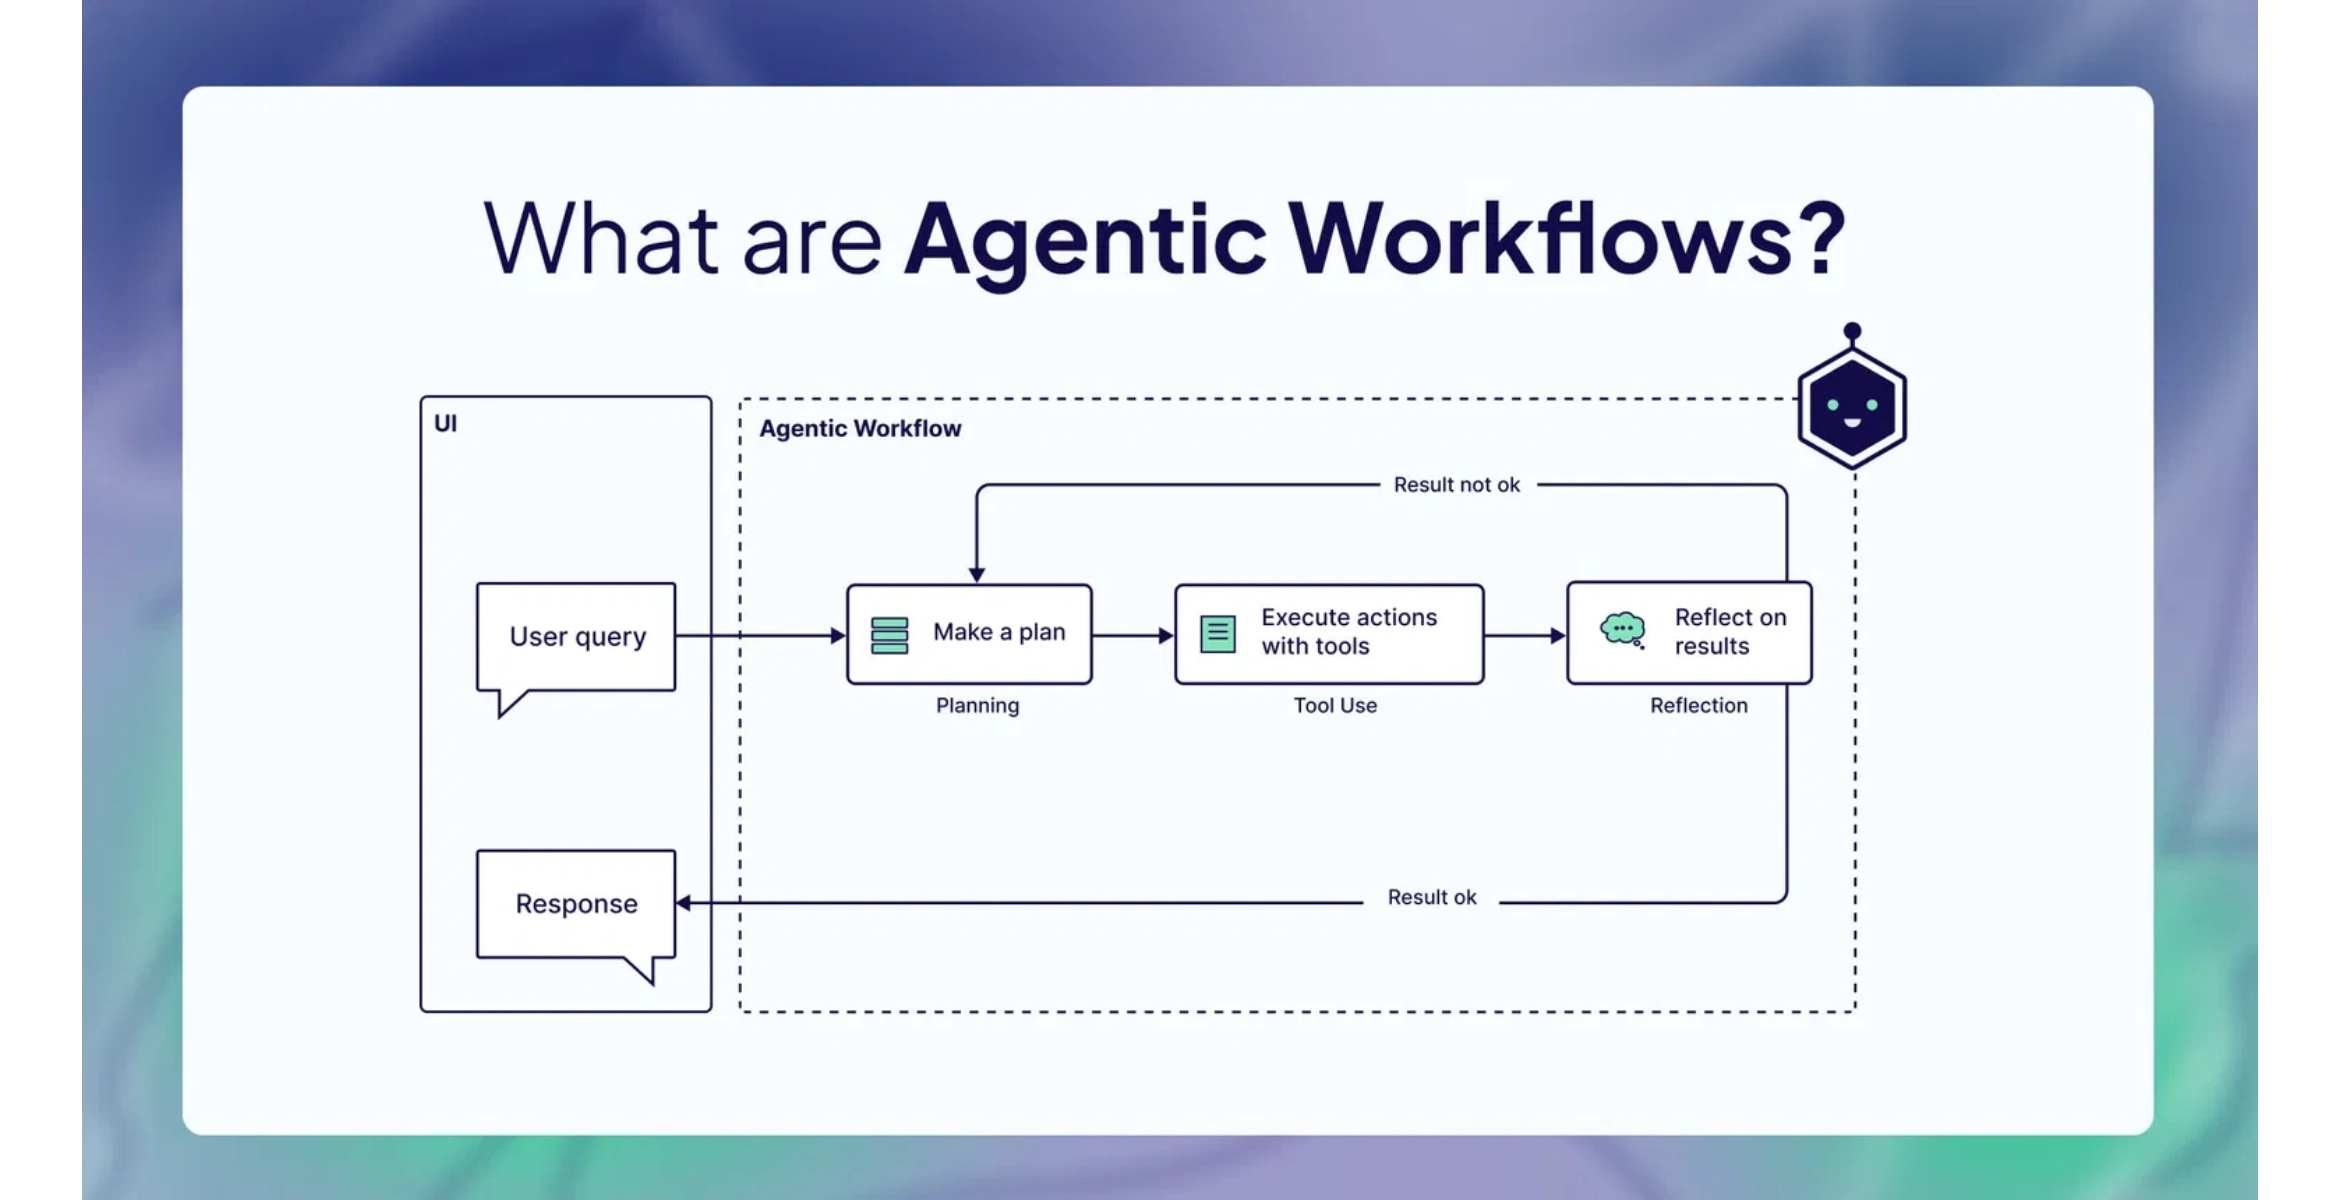 What are Agentic Workflows?
UI
Agentic Workflow
Result not ok
User query
Make a plan
Execute actions
with tools
Reflect on
results
Planning
Tool Use
Reflection
Response
Result ok